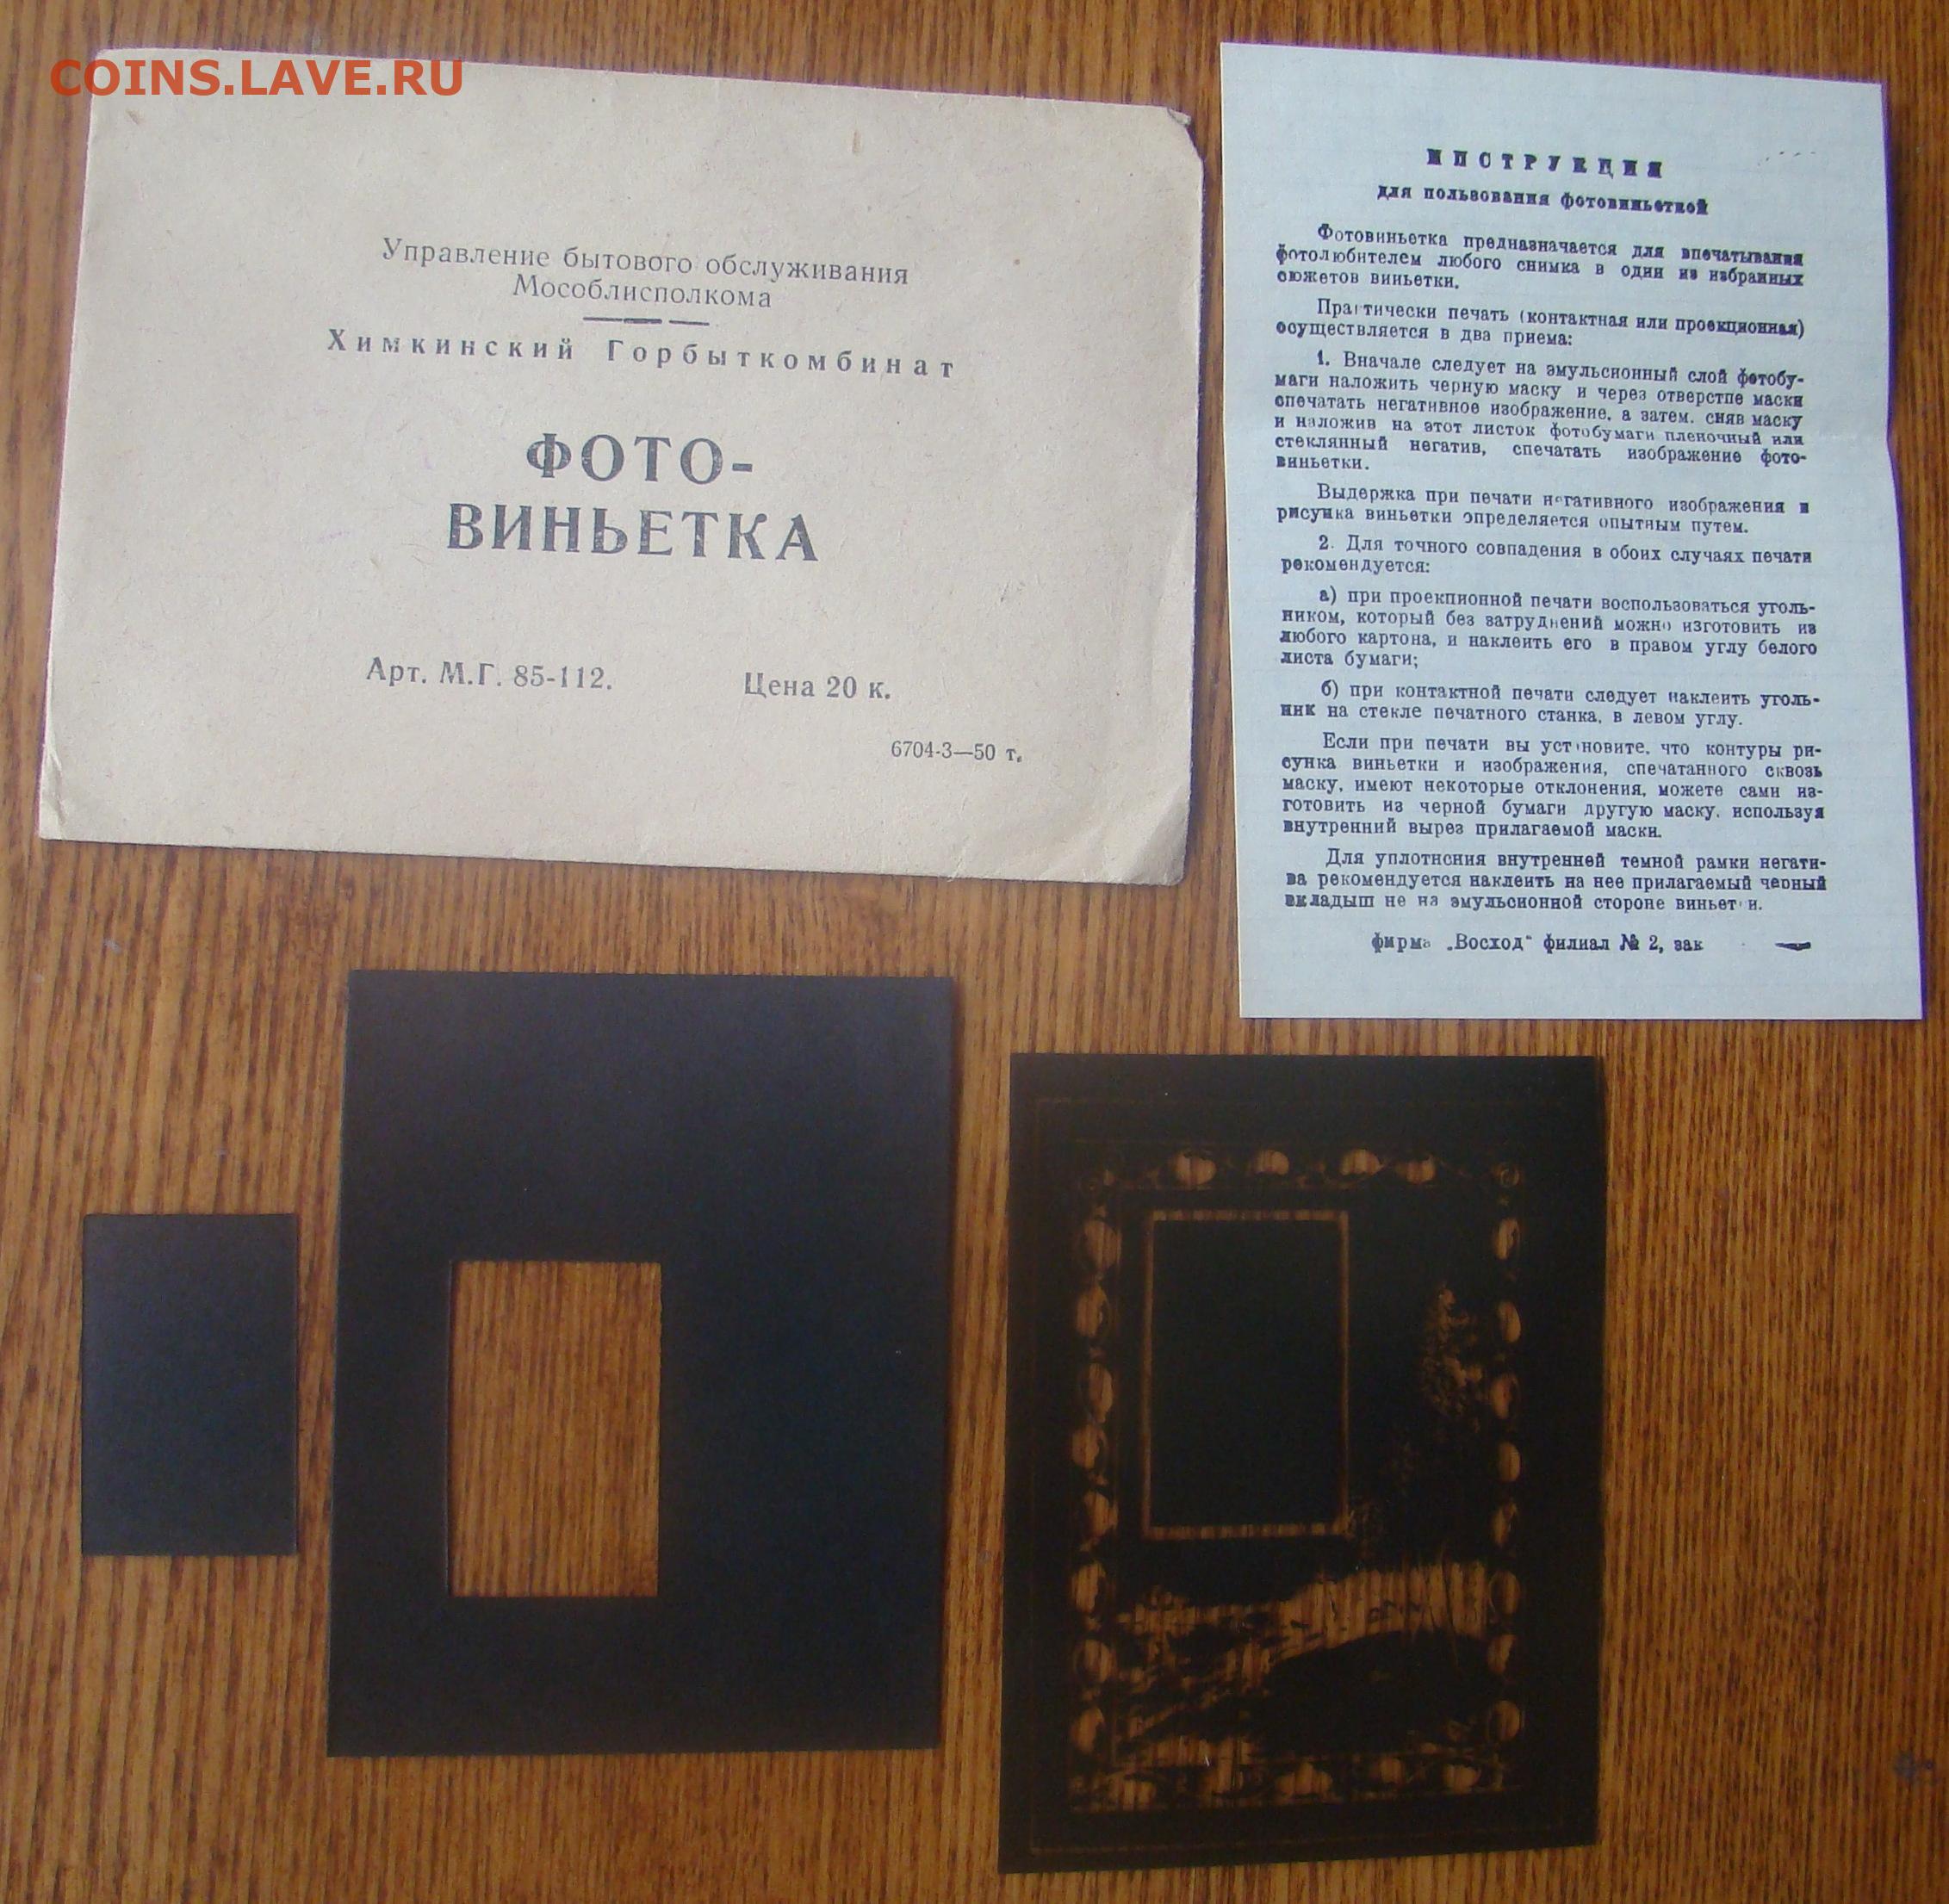 COINS.LAVE.RU
Управление бытового обслуживания
Мособлисполкома
Химкинский Горбыткомбинат
ФОТО-
ВИНЬЕТКА
Арт. М.Г. 85-112. Цена 20 к.
6704-3—50 т.
ИНСТРУКЦИЯ
для пользования фотовиньеткой
Фотовиньетка предназначается для впечатывания
фотолюбителем любого снимка в один из избранных
сюжетов виньетки.
Практически печать (контактная или проекционная)
осуществляется в два приема:
1. Вначале следует на эмульсионный слой фотобу-
маги наложить черную маску и через отверстие маски
спечатать негативное изображение, а затем, сняв маску
и наложив на этот листок фотобумаги пленочный или
стеклянный негатив, спечатать изображение фото-
виньетки.
Выдержка при печати негативного изображения и
рисунка виньетки определяется опытным путем.
2. Для точного совпадения в обоих случаях печати
рекомендуется:
а) при проекпионной печати воспользоваться уголь-
ником, который без затруднений можно изготовить из
любого картона, и наклеить его в правом углу белого
листа бумаги;
б) при контактной печати следует наклеить уголь-
ник на стекле печатного станка, в левом углу.
Если при печати вы установите, что контуры ри-
сунка виньетки и изображения, спечатанного сквозь
маску, имеют некоторые отклонения, можете сами из-
готовить из черной бумаги другую маску, используя
внутренний вырез прилагаемой маски.
Для уплотнения внутренней темной рамки негати-
ва рекомендуется наклеить на нее прилагаемый черный
вкладыш не на эмульсионной стороне виньетки.
фирма „Восход“ филиал № 2, зак